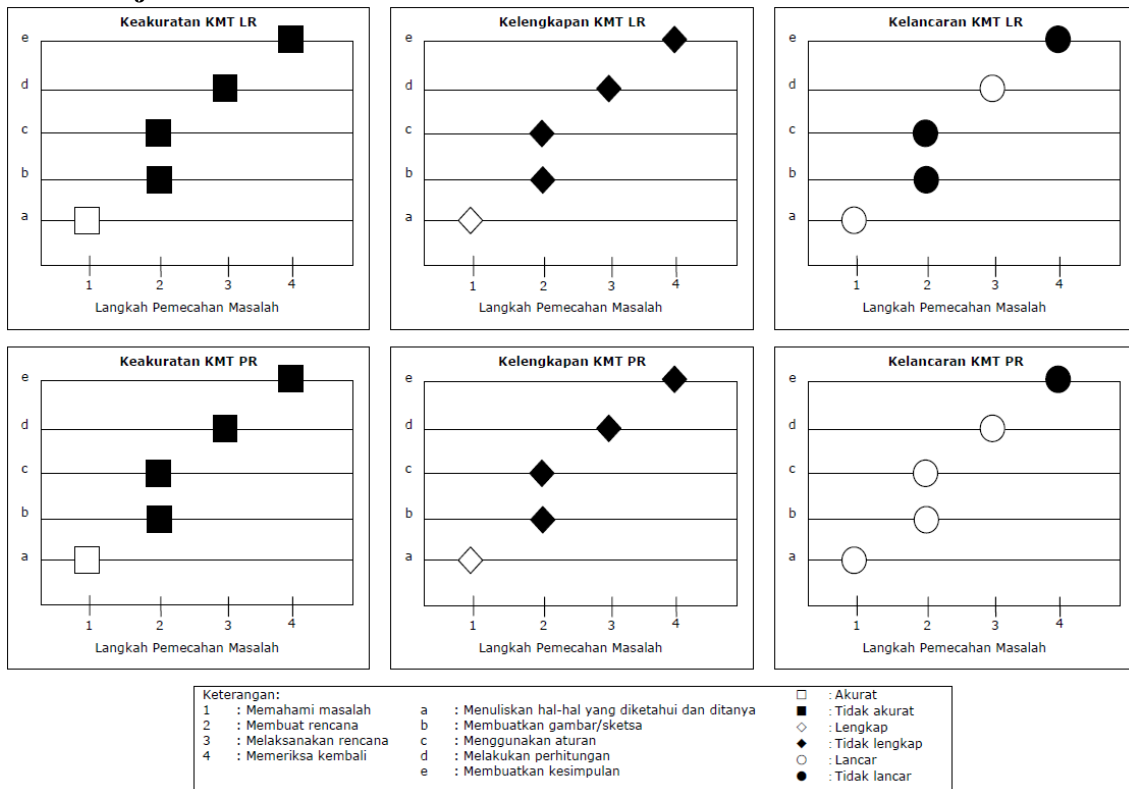 Keakuratan KMT LR
e
d
c
b
a
1 2 3 4
Langkah Pemecahan Masalah
Kelengkapan KMT LR
e
d
c
b
a
1 2 3 4
Langkah Pemecahan Masalah
Kelancaran KMT LR
e
d
c
b
a
1 2 3 4
Langkah Pemecahan Masalah
Keakuratan KMT PR
e
d
c
b
a
1 2 3 4
Langkah Pemecahan Masalah
Kelengkapan KMT PR
e
d
c
b
a
1 2 3 4
Langkah Pemecahan Masalah
Kelancaran KMT PR
e
d
c
b
a
1 2 3 4
Langkah Pemecahan Masalah
Keterangan:
1 : Memahami masalah
2 : Membuat rencana
3 : Melaksanakan rencana
4 : Memeriksa kembali
a : Menuliskan hal-hal yang diketahui dan ditanya
b : Membuatkan gambar/sketsa
c : Menggunakan aturan
d : Melakukan perhitungan
e : Membuatkan kesimpulan
□ : Akurat
■ : Tidak akurat
◇ : Lengkap
◆ : Tidak lengkap
○ : Lancar
● : Tidak lancar